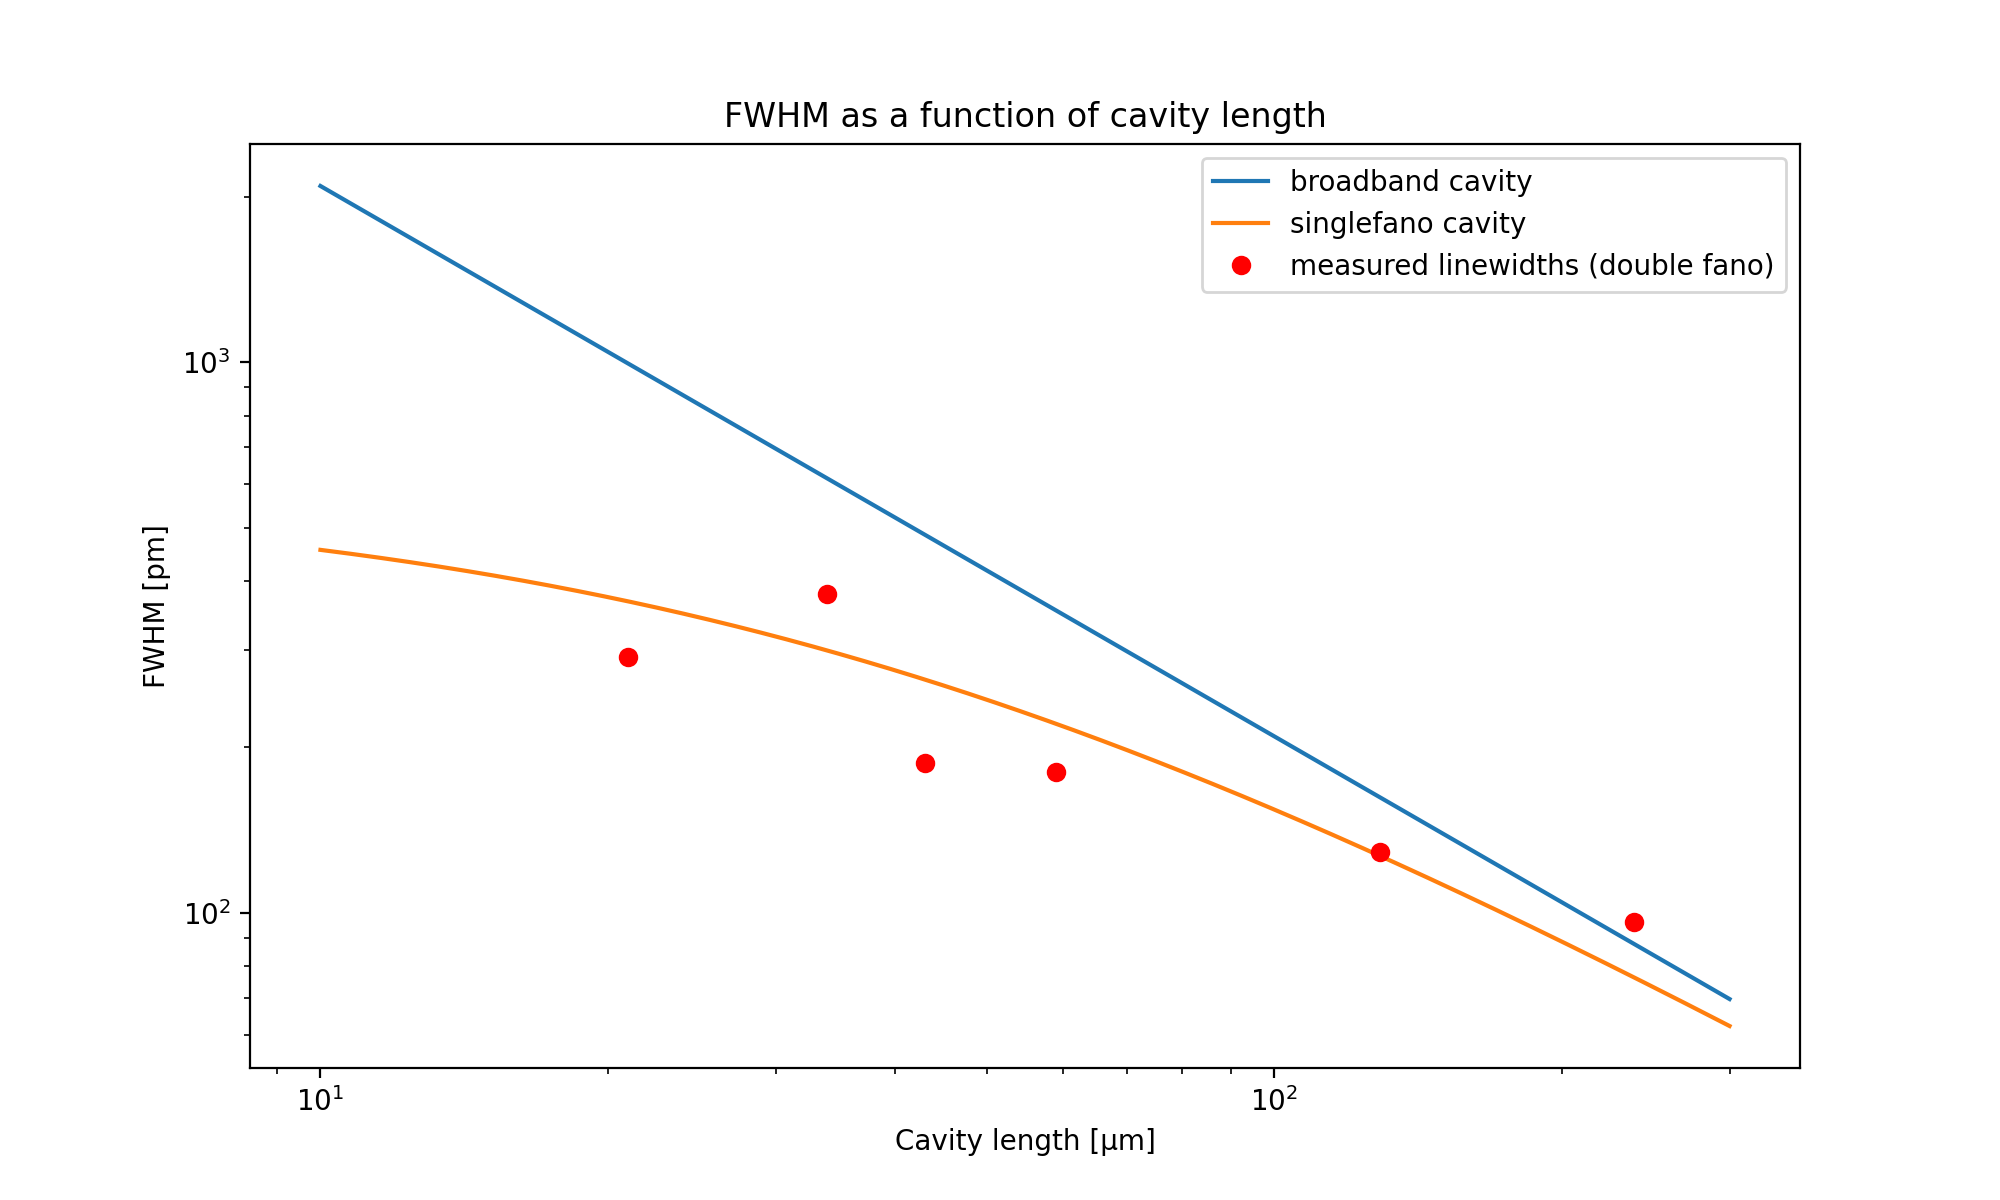 FWHM as a function of cavity length
broadband cavity
singlefano cavity
measured linewidths (double fano)
10³
10²
FWHM [pm]
10¹
10²
Cavity length [µm]